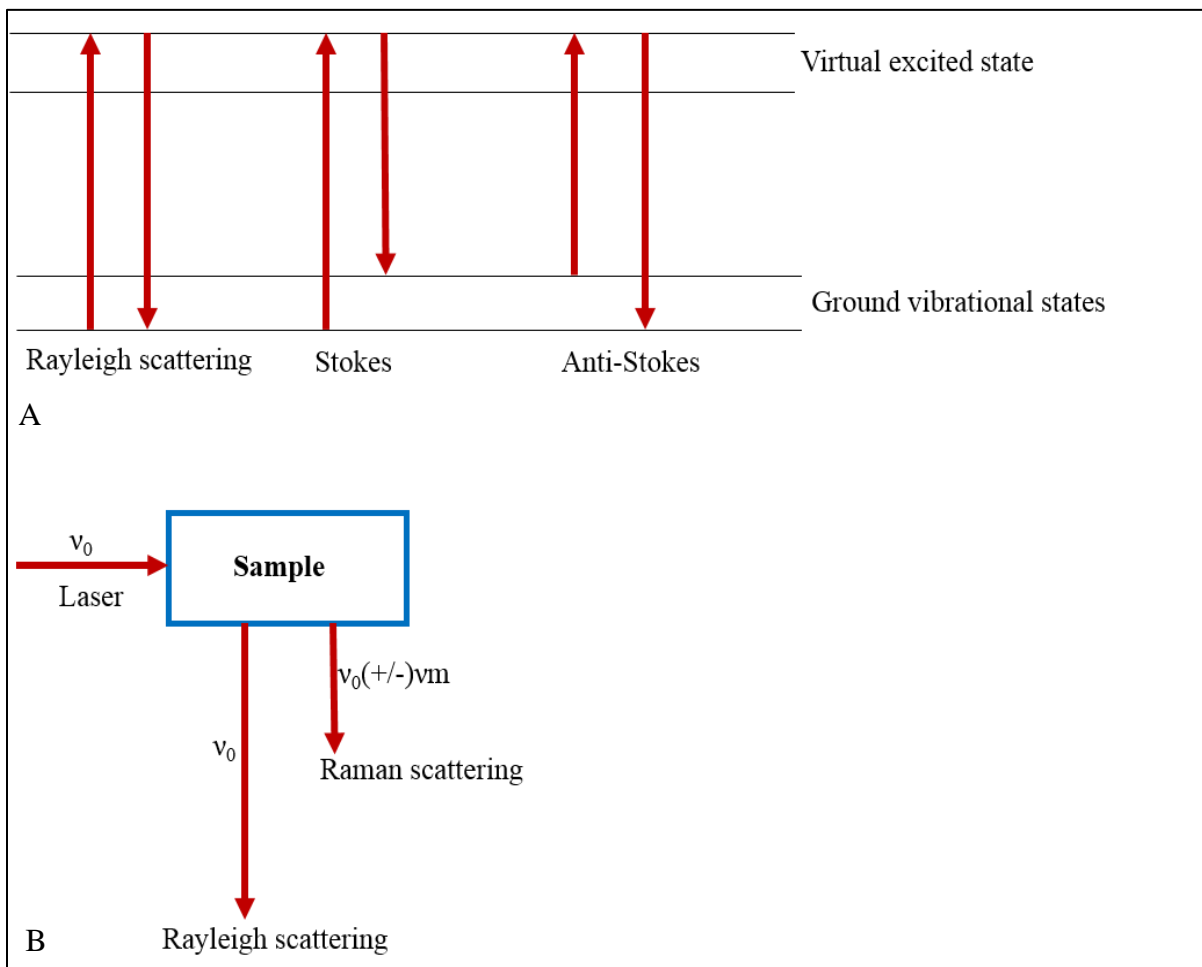 Virtual excited state
Ground vibrational states
Rayleigh scattering
Stokes
Anti-Stokes
A
ν₀
Laser
Sample
ν₀(+/-)νm
ν₀
Raman scattering
Rayleigh scattering
B